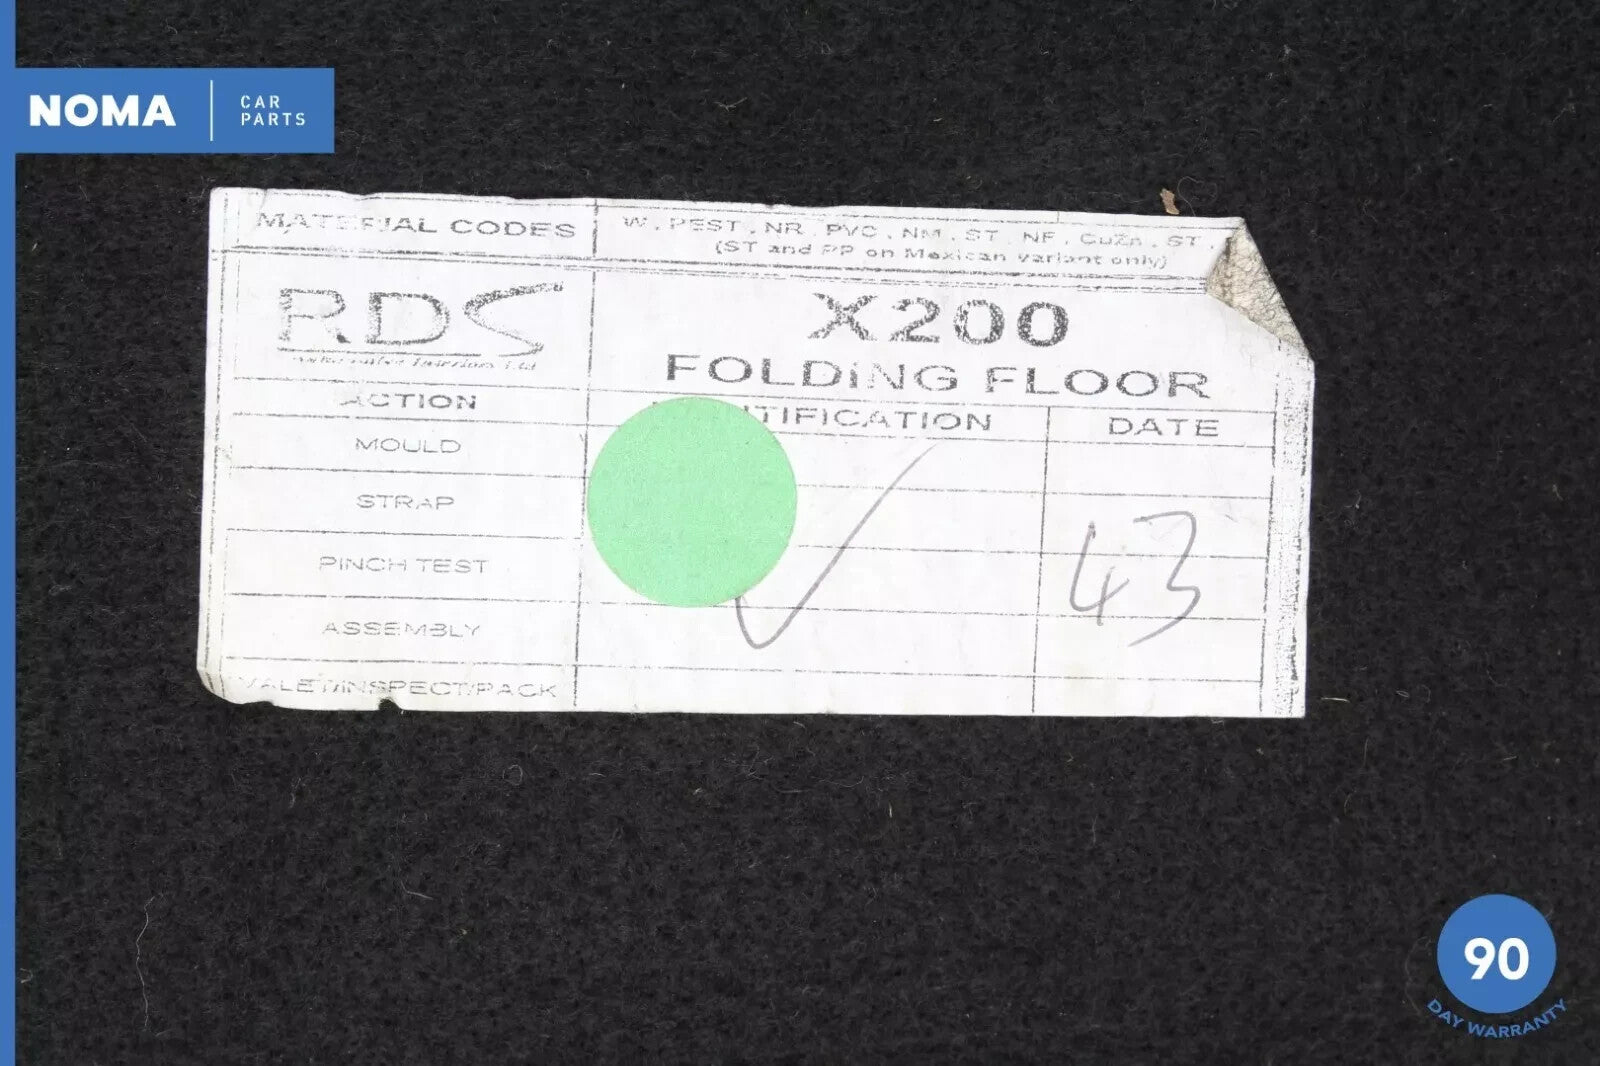 NOMA
CAR
PARTS
MATERIAL CODES
W . PEST . NR . PVC . NM . ST . NF . CuZn . ST .
(ST and PP on Mexican variant only)
RDS
Interiors Ltd
X200
FOLDING FLOOR
ACTION
DATE
MOULD
STRAP
PINCH TEST
43
ASSEMBLY
VALET/INSPECT/PACK
90
DAY WARRANTY